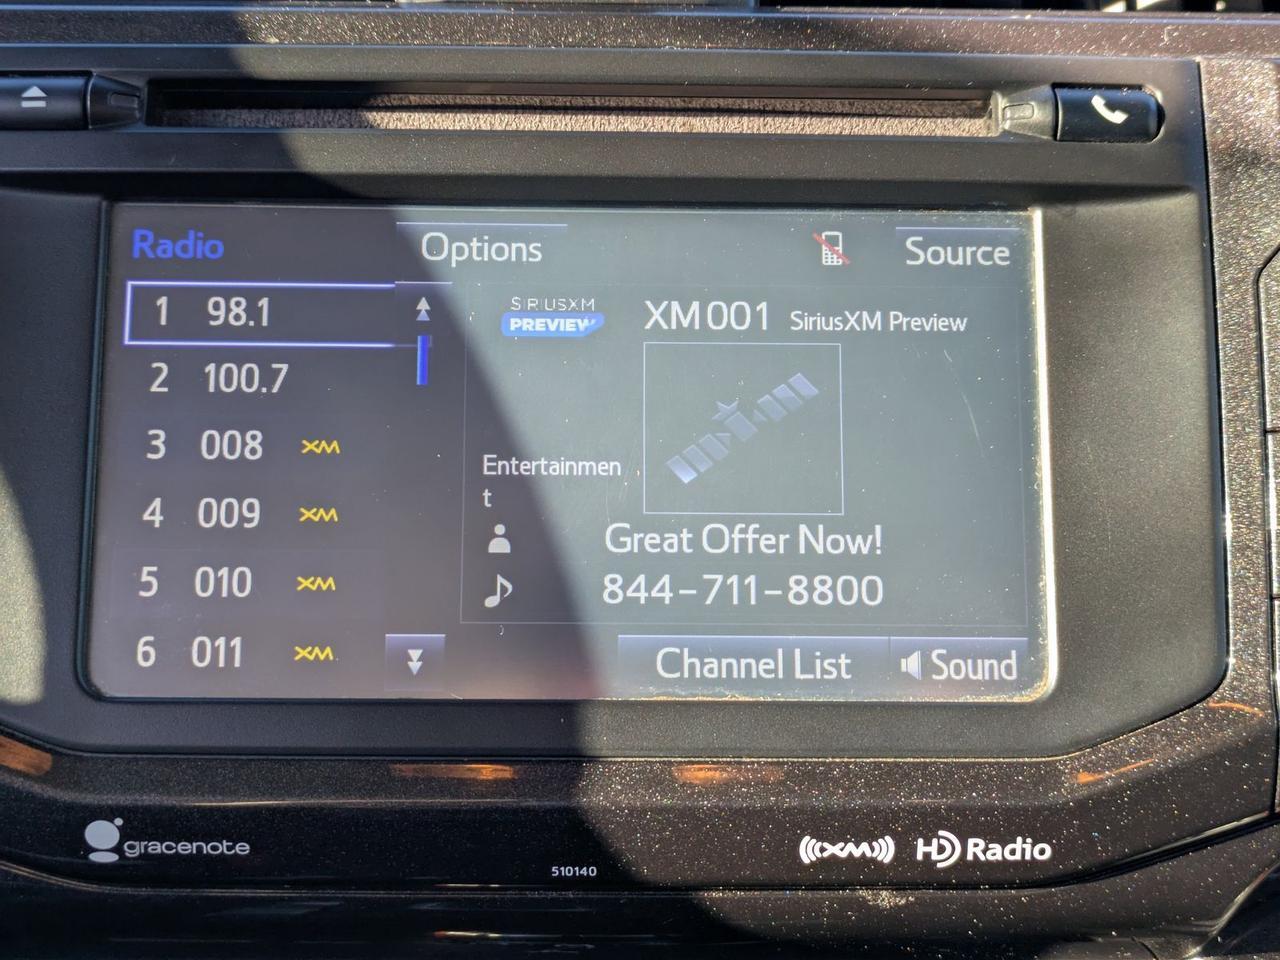 Radio
Options
Source
1 98.1
2 100.7
3 008 XM
4 009 XM
5 010 XM
6 011 XM
SIRIUSXM
PREVIEW
XM001 SiriusXM Preview
Entertainmen
t
Great Offer Now!
844-711-8800
Channel List
Sound
gracenote
510140
XM
HD Radio